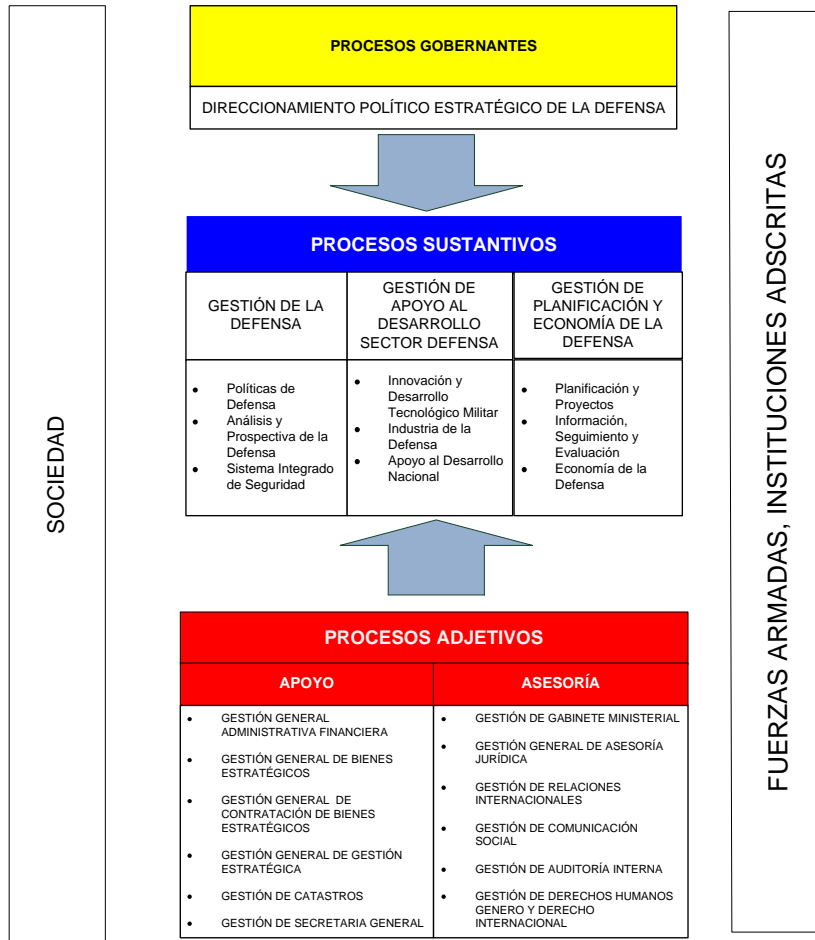 SOCIEDAD
PROCESOS GOBERNANTES
DIRECCIONAMIENTO POLÍTICO ESTRATÉGICO DE LA DEFENSA
PROCESOS SUSTANTIVOS
GESTIÓN DE LA
DEFENSA
• Políticas de
Defensa
• Análisis y
Prospectiva de la
Defensa
• Sistema Integrado
de Seguridad
GESTIÓN DE
APOYO AL
DESARROLLO
SECTOR DEFENSA
• Innovación y
Desarrollo
Tecnológico Militar
• Industria de la
Defensa
• Apoyo al Desarrollo
Nacional
GESTIÓN DE
PLANIFICACIÓN Y
ECONOMÍA DE LA
DEFENSA
• Planificación y
Proyectos
• Información,
Seguimiento y
Evaluación
• Economía de la
Defensa
PROCESOS ADJETIVOS
APOYO
• GESTIÓN GENERAL
ADMINISTRATIVA FINANCIERA
• GESTIÓN GENERAL DE BIENES
ESTRATÉGICOS
• GESTIÓN GENERAL DE
CONTRATACIÓN DE BIENES
ESTRATÉGICOS
• GESTIÓN GENERAL DE GESTIÓN
ESTRATÉGICA
• GESTIÓN DE CATASTROS
• GESTIÓN DE SECRETARIA GENERAL
ASESORÍA
• GESTIÓN DE GABINETE MINISTERIAL
• GESTIÓN GENERAL DE ASESORÍA
JURÍDICA
• GESTIÓN DE RELACIONES
INTERNACIONALES
• GESTIÓN DE COMUNICACIÓN
SOCIAL
• GESTIÓN DE AUDITORÍA INTERNA
• GESTIÓN DE DERECHOS HUMANOS
GENERO Y DERECHO
INTERNACIONAL
FUERZAS ARMADAS, INSTITUCIONES ADSCRITAS